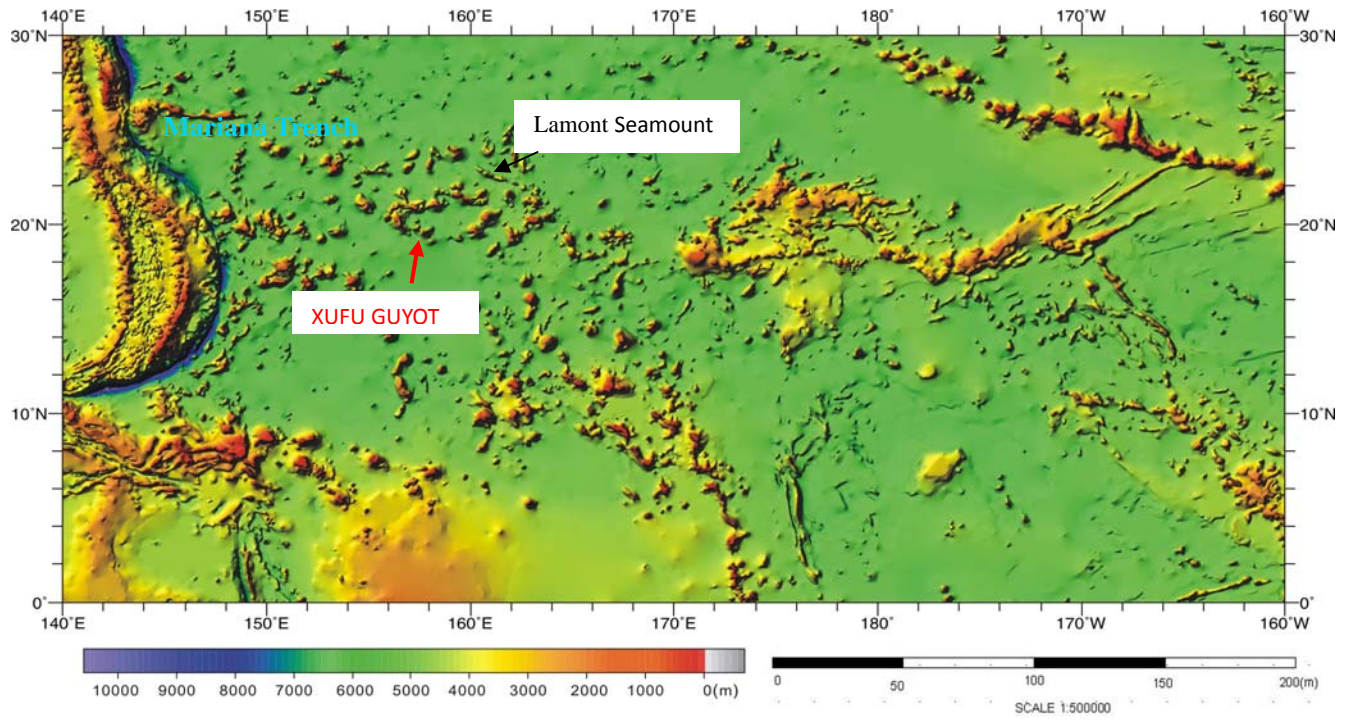 140°E 150°E 160°E 170°E 180° 170°W 160°W
30°N 30°N
Mariana Trench
Lamont Seamount
20°N 20°N
XUFU GUYOT
10°N 10°N
0° 0°
140°E 150°E 160°E 170°E 180° 170°W 160°W
10000 9000 8000 7000 6000 5000 4000 3000 2000 1000 0(m)
0 50 100 150 200(m)
SCALE 1:500000